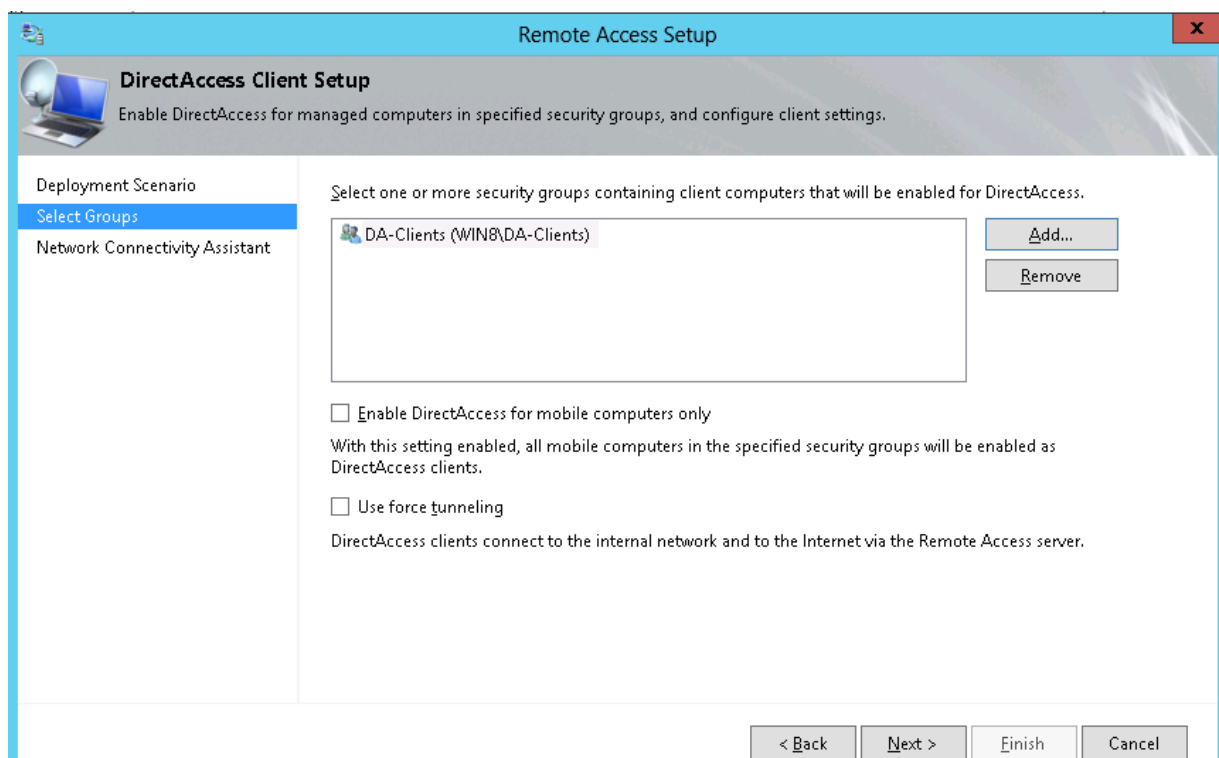 Remote Access Setup
x
DirectAccess Client Setup
Enable DirectAccess for managed computers in specified security groups, and configure client settings.
Deployment Scenario
Select Groups
Network Connectivity Assistant
Select one or more security groups containing client computers that will be enabled for DirectAccess.
DA-Clients (WIN8\DA-Clients)
Add...
Remove
Enable DirectAccess for mobile computers only
With this setting enabled, all mobile computers in the specified security groups will be enabled as
DirectAccess clients.
Use force tunneling
DirectAccess clients connect to the internal network and to the Internet via the Remote Access server.
< Back
Next >
Finish
Cancel